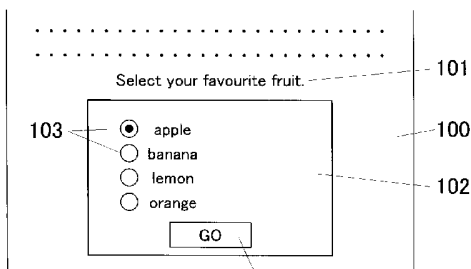 Select your favourite fruit.
101
100
103
apple
banana
102
lemon
orange
GO